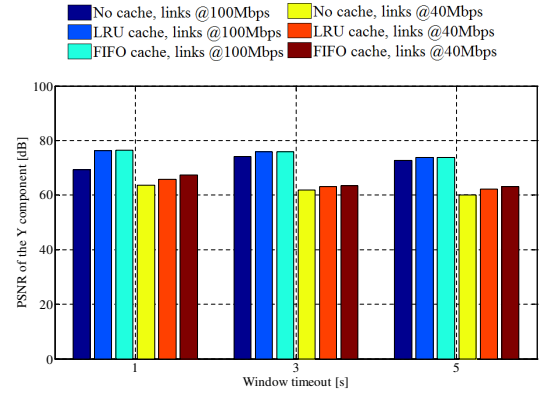 No cache, links @100Mbps
No cache, links @40Mbps
LRU cache, links @100Mbps
LRU cache, links @40Mbps
FIFO cache, links @100Mbps
FIFO cache, links @40Mbps
PSNR of the Y component [dB]
100
80
60
40
20
0
1
3
5
Window timeout [s]